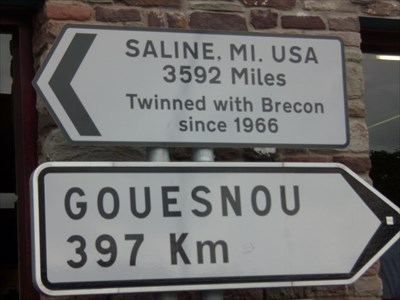 SALINE, MI. USA
3592 Miles
Twinned with Brecon
since 1966
GOUESNOU
397 Km